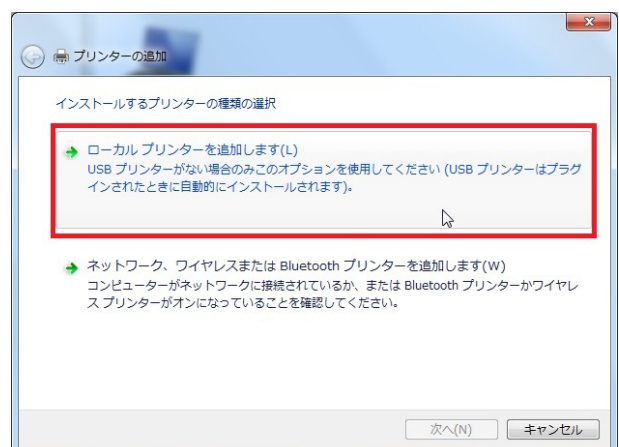 プリンターの追加
インストールするプリンターの種類の選択
ローカル プリンターを追加します(L)
USB プリンターがない場合のみこのオプションを使用してください (USB プリンターはプラグ
インされたときに自動的にインストールされます)。
ネットワーク、ワイヤレスまたは Bluetooth プリンターを追加します(W)
コンピューターがネットワークに接続されているか、または Bluetooth プリンターかワイヤレ
ス プリンターがオンになっていることを確認してください。
次へ(N) キャンセル